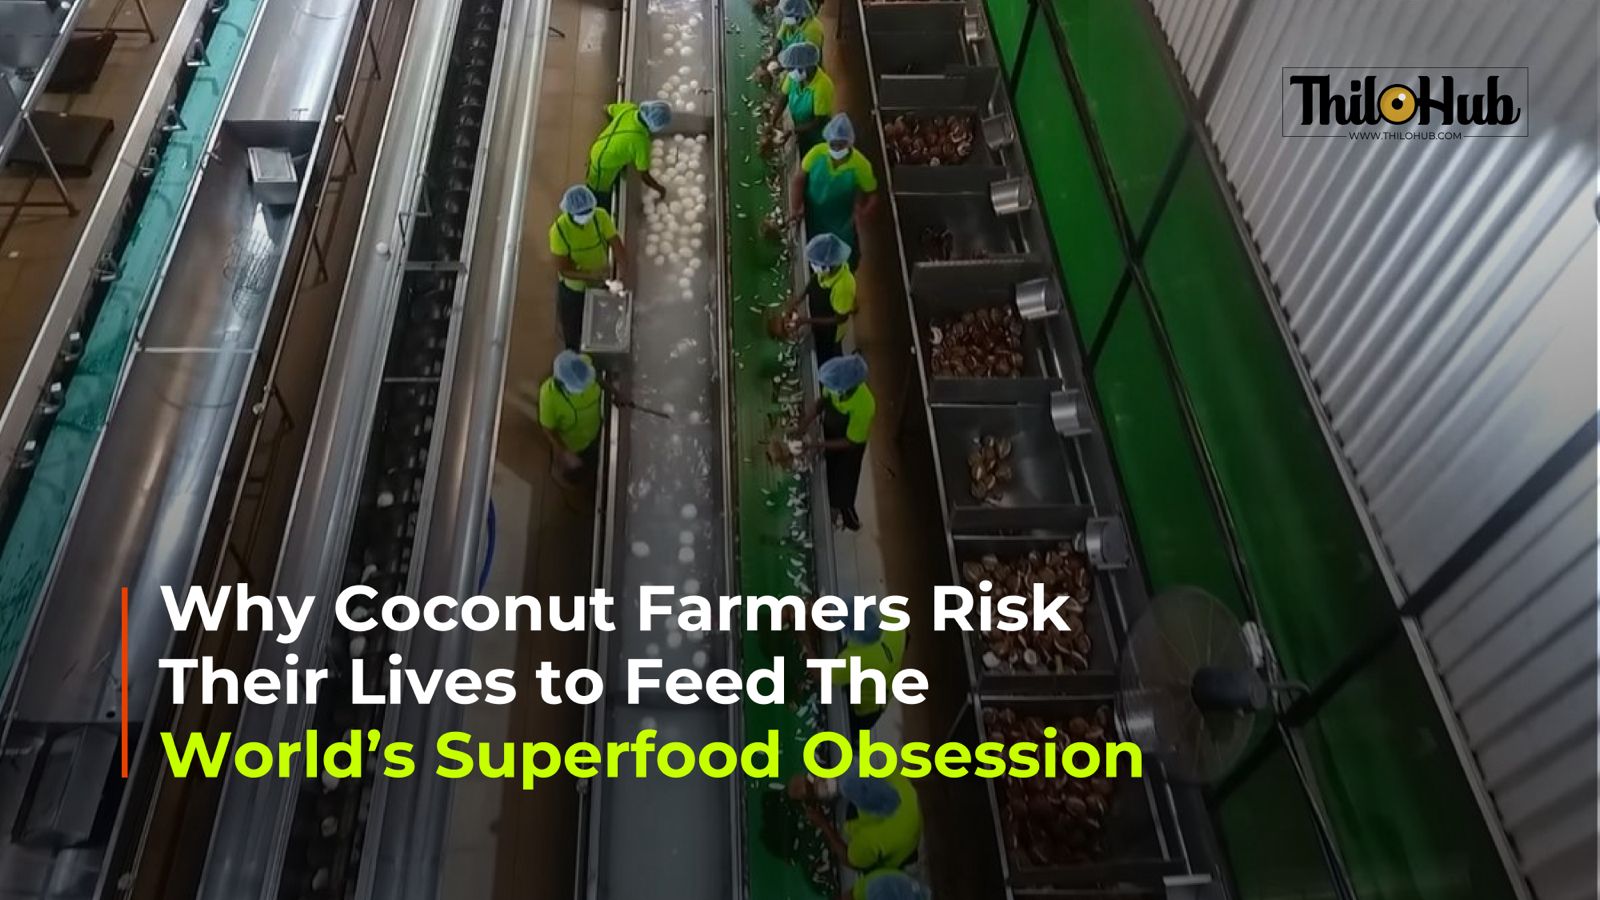 ThiloHub
WWW.THILOHUB.COM
Why Coconut Farmers Risk
Their Lives to Feed The
World’s Superfood Obsession